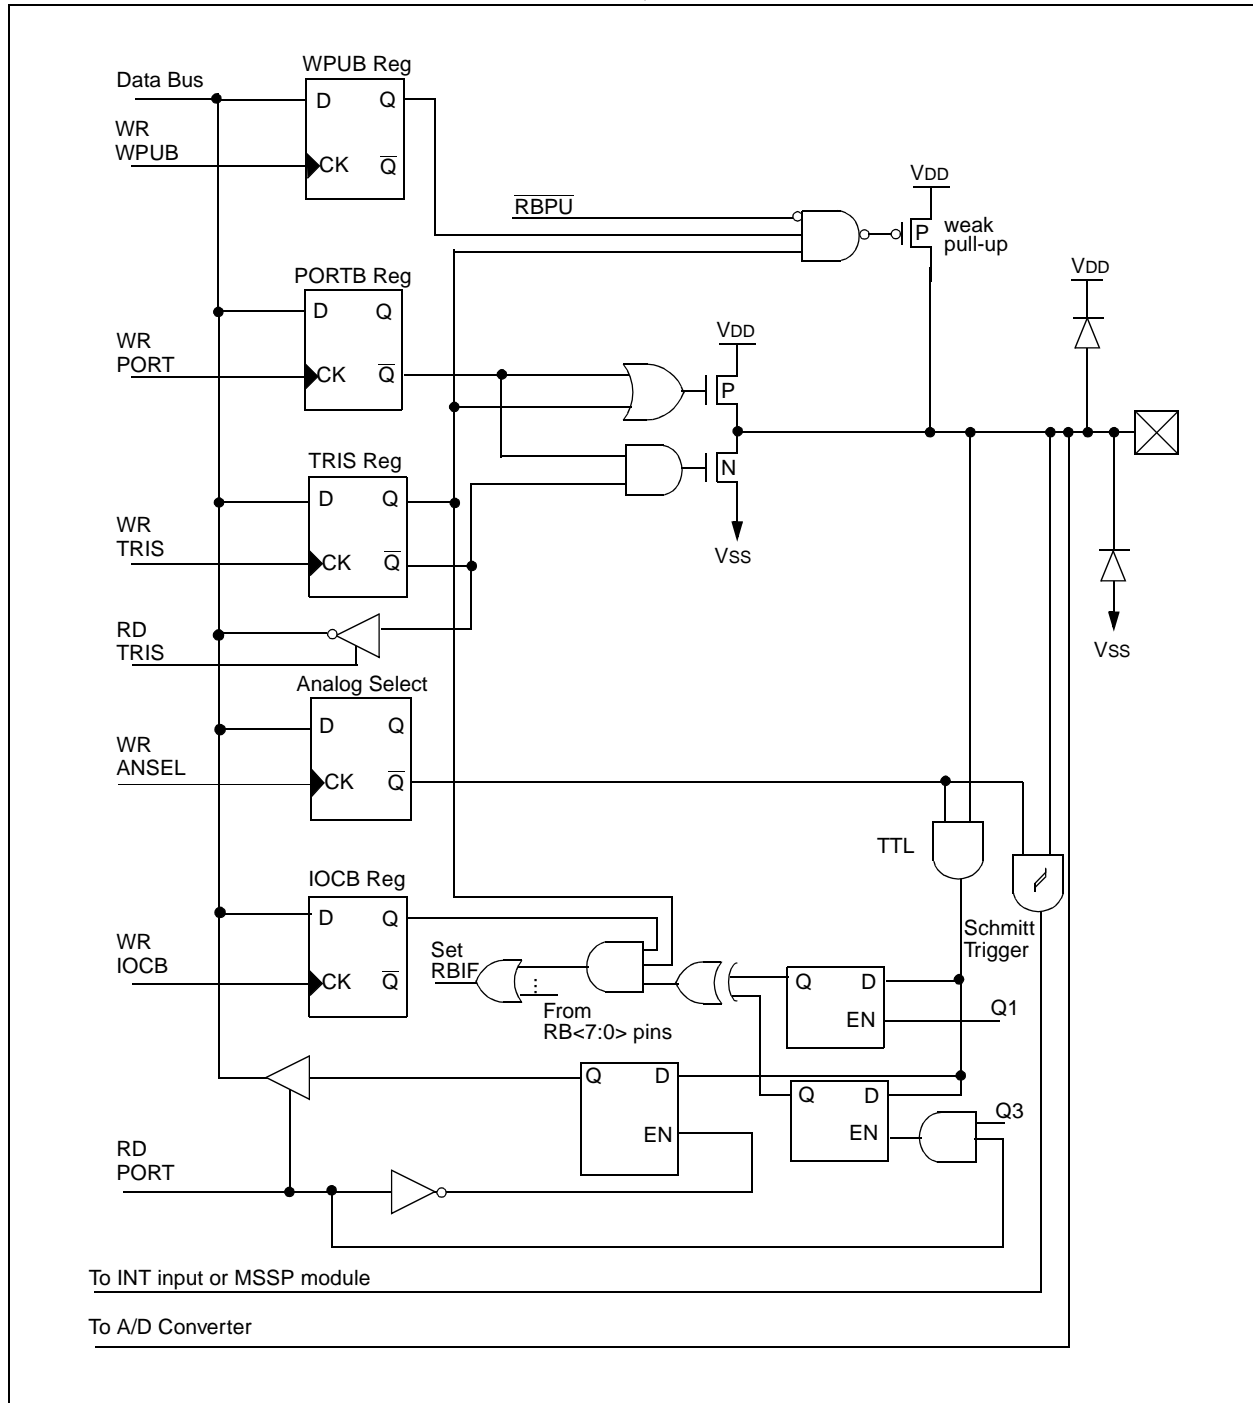 WPUB Reg
Data Bus
D Q
WR
WPUB
CK Q
VDD
RBPU
P weak
pull-up
VDD
PORTB Reg
D Q
VDD
WR
PORT
CK Q
P
TRIS Reg
D Q
N
WR
TRIS
CK Q
VSS
RD
TRIS
VSS
Analog Select
D Q
WR
ANSEL
CK Q
TTL
IOCB Reg
D Q
Schmitt
Trigger
WR
IOCB
Set
RBIF
CK Q
Q D
From
RB<7:0> pins
EN
Q1
Q D
Q D
Q3
EN
EN
RD
PORT
To INT input or MSSP module
To A/D Converter